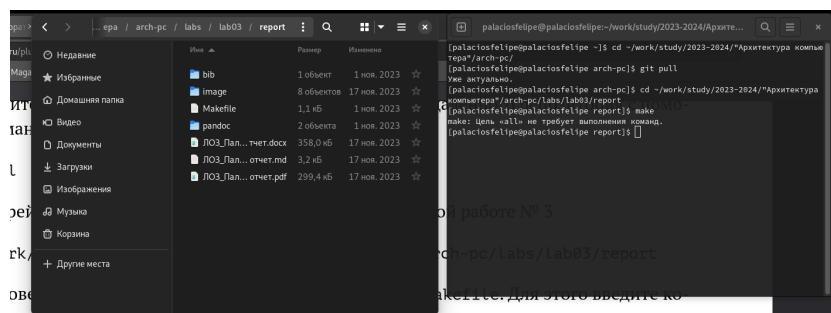 ... epa / arch-pc / labs / lab03 / report
Недавние
Избранные
Домашняя папка
Видео
Документы
Загрузки
Изображения
Музыка
Корзина
Другие места
Имя Размер Изменено
bib 1 объект 1 ноя. 2023
image 8 объектов 17 ноя. 2023
Makefile 1,1 кБ 1 ноя. 2023
pandoc 2 объекта 1 ноя. 2023
ЛО3_Пал... тчет.docx 358,0 кБ 17 ноя. 2023
ЛО3_Пал... отчет.md 3,2 кБ 17 ноя. 2023
ЛО3_Пал... отчет.pdf 299,4 кБ 17 ноя. 2023
palaciosfelipe@palaciosfelipe:~/work/study/2023-2024/Архите...
[palaciosfelipe@palaciosfelipe ~]$ cd ~/work/study/2023-2024/"Архитектура компью
тера"/arch-pc/
[palaciosfelipe@palaciosfelipe arch-pc]$ git pull
Уже актуально.
[palaciosfelipe@palaciosfelipe arch-pc]$ cd ~/work/study/2023-2024/"Архитектура
компьютера"/arch-pc/labs/lab03/report
[palaciosfelipe@palaciosfelipe report]$ make
make: Цель «all» не требует выполнения команд.
[palaciosfelipe@palaciosfelipe report]$
ой работе № 3
rch-pc/labs/lab03/report
akefile. Для этого введите ко-